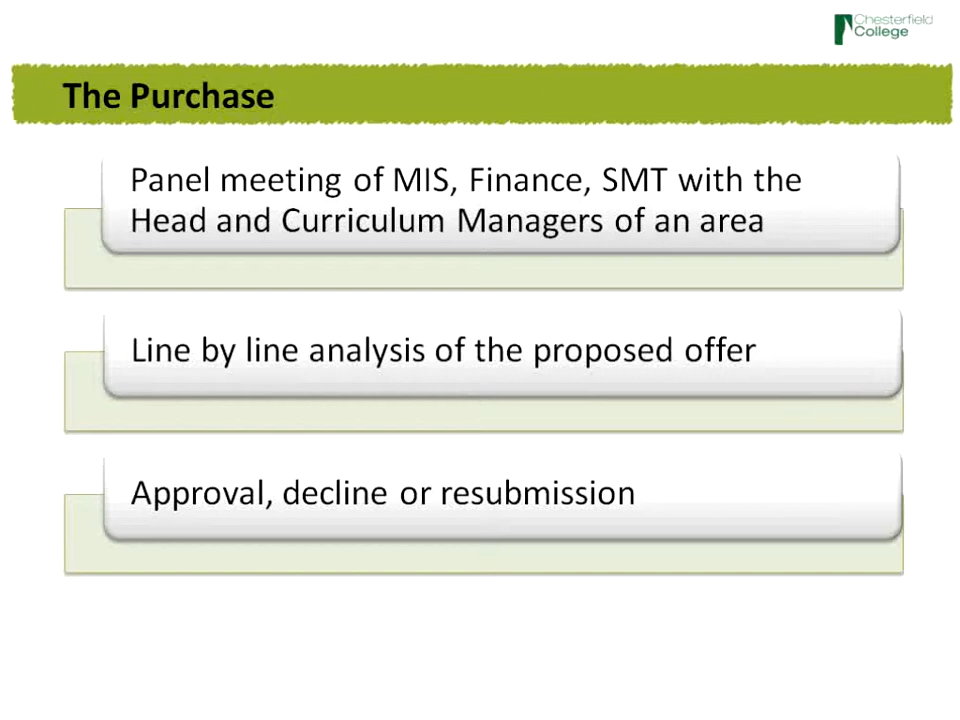 Chesterfield
College
The Purchase
Panel meeting of MIS, Finance, SMT with the
Head and Curriculum Managers of an area
Line by line analysis of the proposed offer
Approval, decline or resubmission